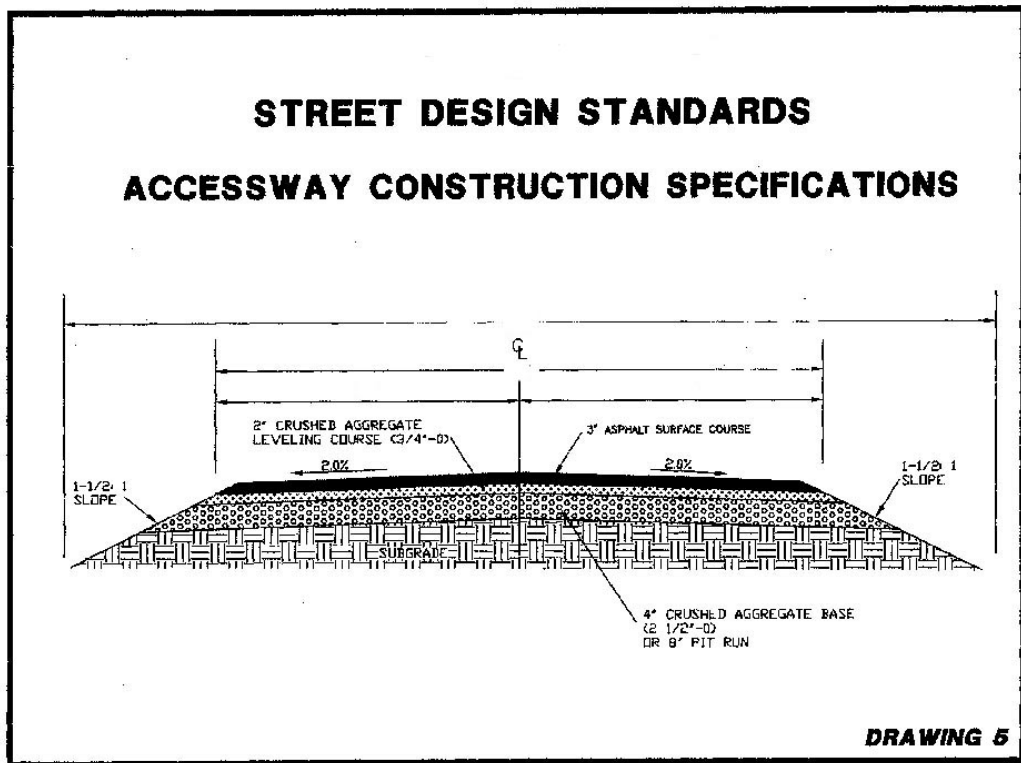 STREET DESIGN STANDARDS
ACCESSWAY CONSTRUCTION SPECIFICATIONS
℄
2" CRUSHED AGGREGATE
LEVELING COURSE (3/4"-0)
3" ASPHALT SURFACE COURSE
2.0%
2.0%
1-1/2: 1
SLOPE
1-1/2: 1
SLOPE
SUBGRADE
4" CRUSHED AGGREGATE BASE
(2 1/2"-0)
OR 8" PIT RUN
DRAWING 5